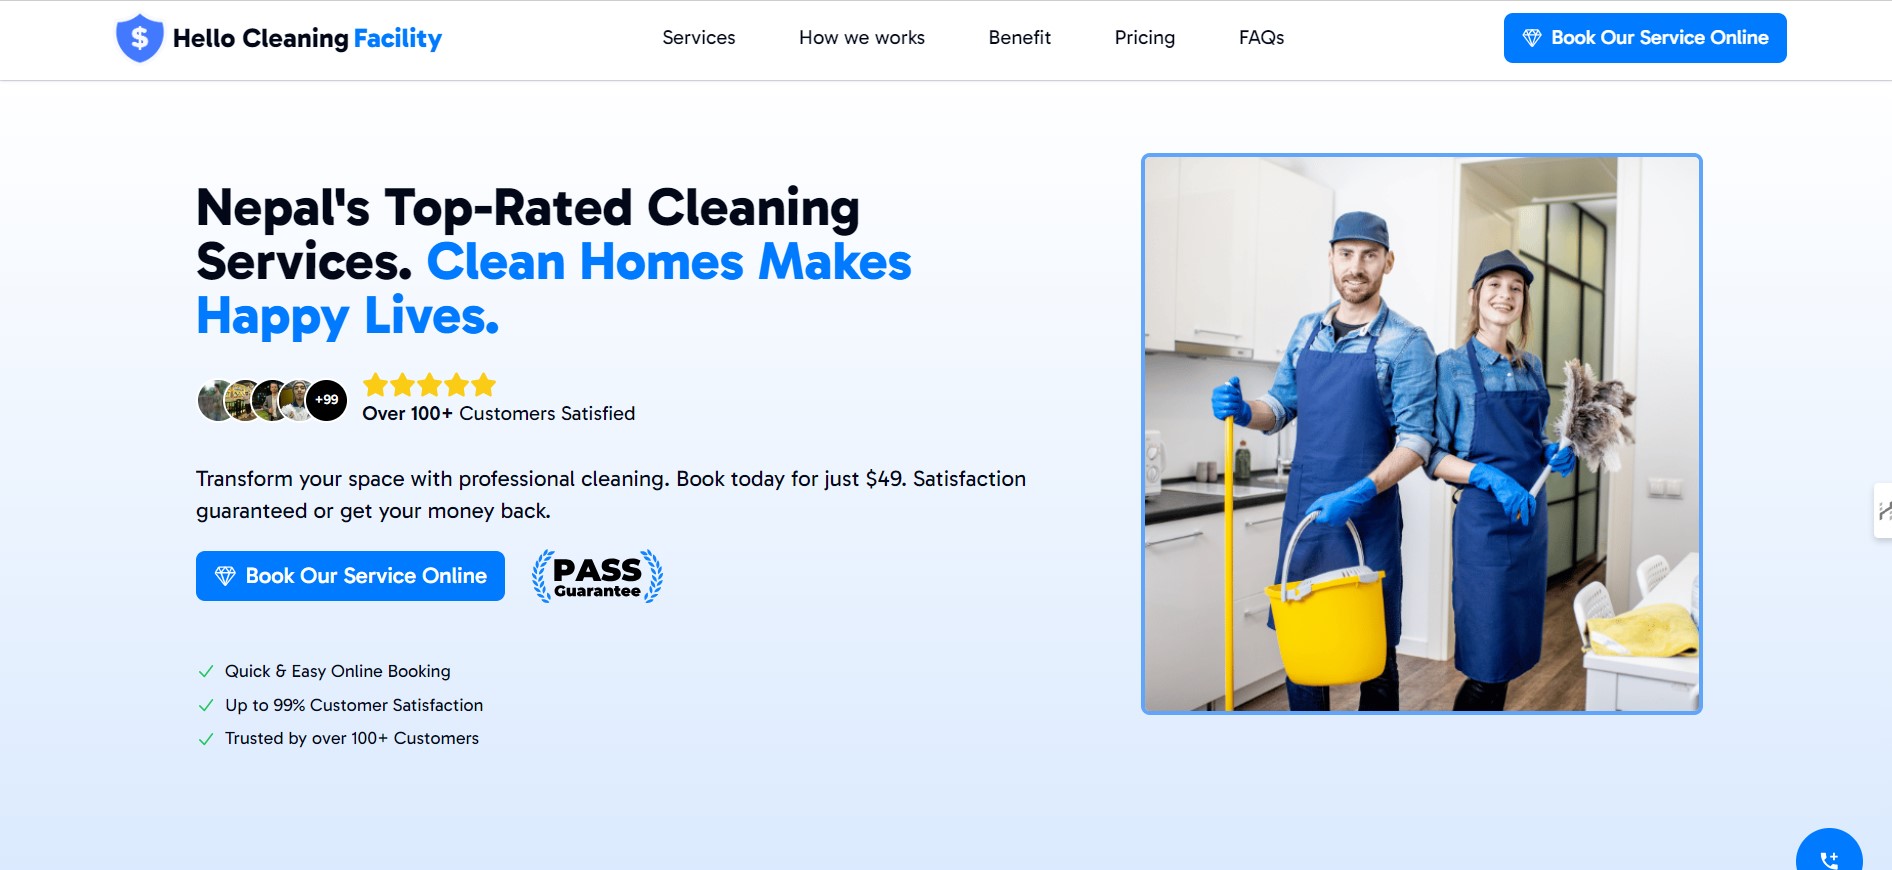 $ Hello Cleaning Facility
Services
How we works
Benefit
Pricing
FAQs
Book Our Service Online
Nepal's Top-Rated Cleaning
Services. Clean Homes Makes
Happy Lives.
+99
Over 100+ Customers Satisfied
Transform your space with professional cleaning. Book today for just $49. Satisfaction
guaranteed or get your money back.
Book Our Service Online
PASS
Guarantee
Quick & Easy Online Booking
Up to 99% Customer Satisfaction
Trusted by over 100+ Customers